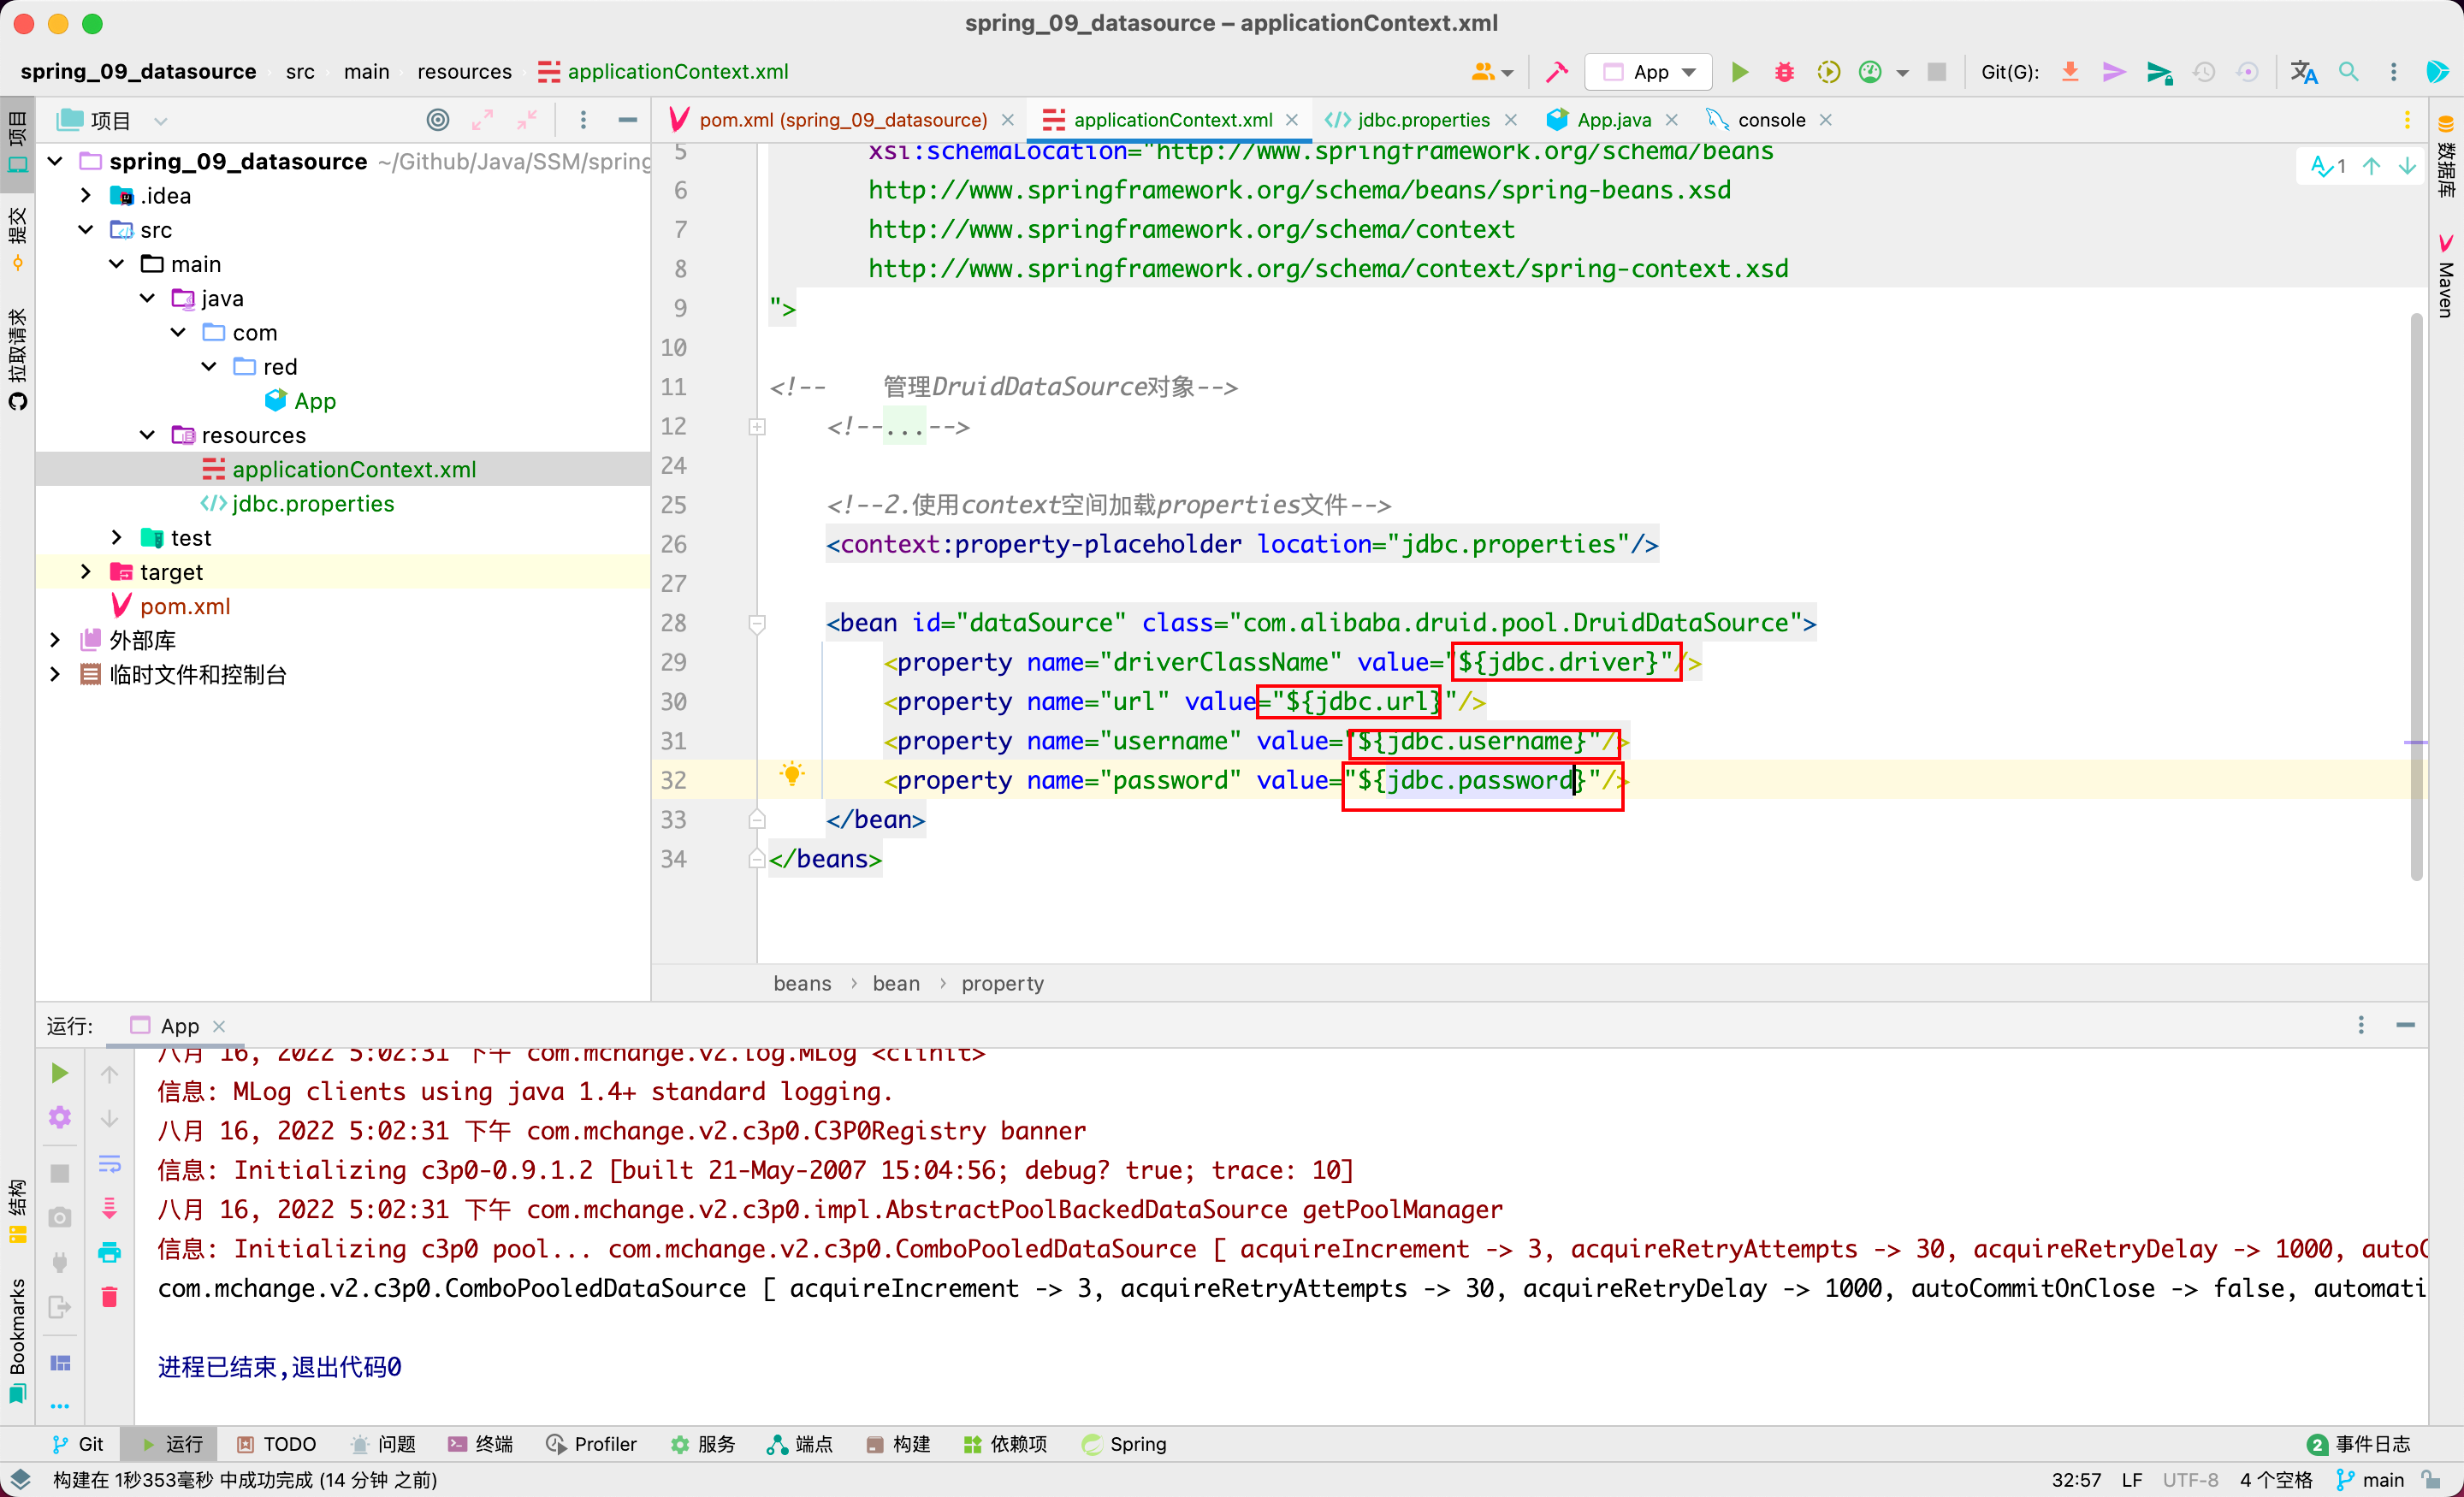 spring_09_datasource – applicationContext.xml
spring_09_datasource src main resources applicationContext.xml
App
Git(G):
项目
pom.xml (spring_09_datasource)
applicationContext.xml
jdbc.properties
App.java
console
项目
提交
拉取请求
结构
Bookmarks
spring_09_datasource ~/Github/Java/SSM/spring
.idea
src
main
java
com
red
App
resources
applicationContext.xml
jdbc.properties
test
target
pom.xml
外部库
临时文件和控制台
5 xsi:schemaLocation="http://www.springframework.org/schema/beans
6 http://www.springframework.org/schema/beans/spring-beans.xsd
7 http://www.springframework.org/schema/context
8 http://www.springframework.org/schema/context/spring-context.xsd
9 ">
10
11 <!-- 管理DruidDataSource对象-->
12 <!--...-->
24
25 <!--2.使用context空间加载properties文件-->
26 <context:property-placeholder location="jdbc.properties"/>
27
28 <bean id="dataSource" class="com.alibaba.druid.pool.DruidDataSource">
29 <property name="driverClassName" value="${jdbc.driver}"/>
30 <property name="url" value="${jdbc.url}"/>
31 <property name="username" value="${jdbc.username}"/>
32 <property name="password" value="${jdbc.password}"/>
33 </bean>
34 </beans>
1
数据库
Maven
beans › bean › property
运行: App
八月 16, 2022 5:02:31 下午 com.mchange.v2.log.MLog <clinit>
信息: MLog clients using java 1.4+ standard logging.
八月 16, 2022 5:02:31 下午 com.mchange.v2.c3p0.C3P0Registry banner
信息: Initializing c3p0-0.9.1.2 [built 21-May-2007 15:04:56; debug? true; trace: 10]
八月 16, 2022 5:02:31 下午 com.mchange.v2.c3p0.impl.AbstractPoolBackedDataSource getPoolManager
信息: Initializing c3p0 pool... com.mchange.v2.c3p0.ComboPooledDataSource [ acquireIncrement -> 3, acquireRetryAttempts -> 30, acquireRetryDelay -> 1000, autoC
com.mchange.v2.c3p0.ComboPooledDataSource [ acquireIncrement -> 3, acquireRetryAttempts -> 30, acquireRetryDelay -> 1000, autoCommitOnClose -> false, automati
进程已结束,退出代码0
Git 运行 TODO 问题 终端 Profiler 服务 端点 构建 依赖项 Spring 2 事件日志
构建在 1秒353毫秒 中成功完成 (14 分钟 之前) 32:57 LF UTF-8 4 个空格 main